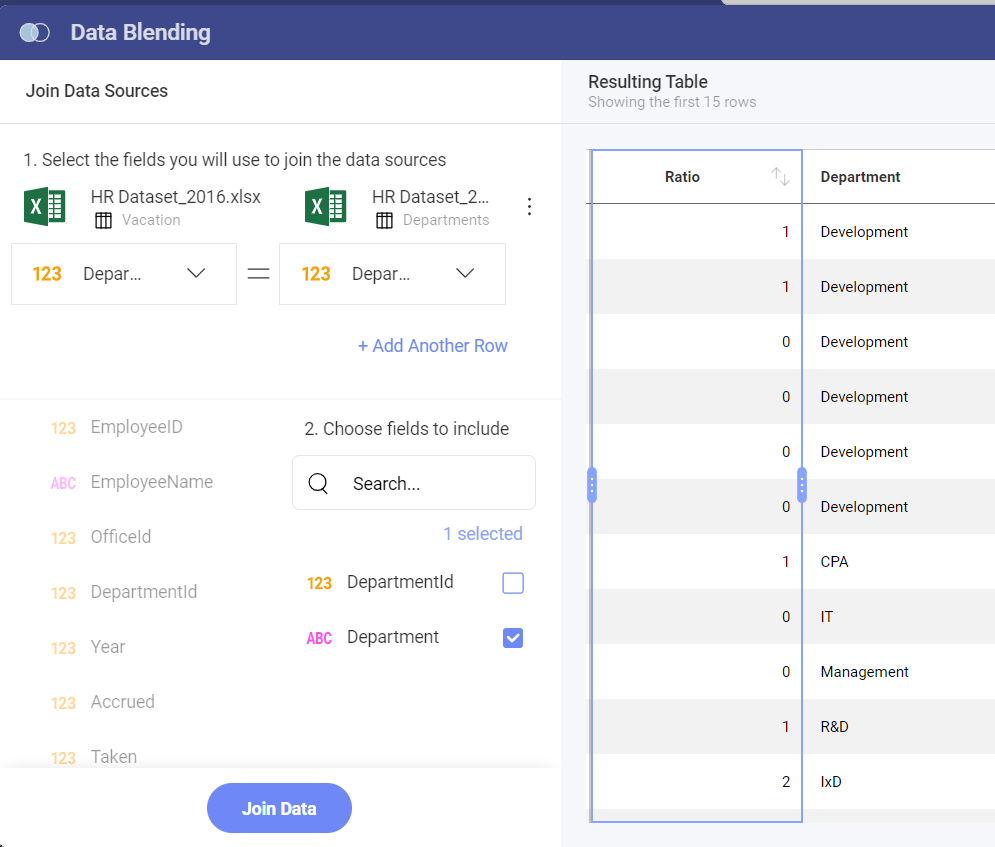 Data Blending
Join Data Sources
1. Select the fields you will use to join the data sources
HR Dataset_2016.xlsx
Vacation
HR Dataset_2...
Departments
123 Depar...
=
123 Depar...
+ Add Another Row
123 EmployeeID
ABC EmployeeName
123 OfficeId
123 DepartmentId
123 Year
123 Accrued
123 Taken
2. Choose fields to include
Search...
1 selected
123 DepartmentId
ABC Department
Join Data
Resulting Table
Showing the first 15 rows
Ratio Department
1 Development
1 Development
0 Development
0 Development
0 Development
0 Development
1 CPA
0 IT
0 Management
1 R&D
2 IxD